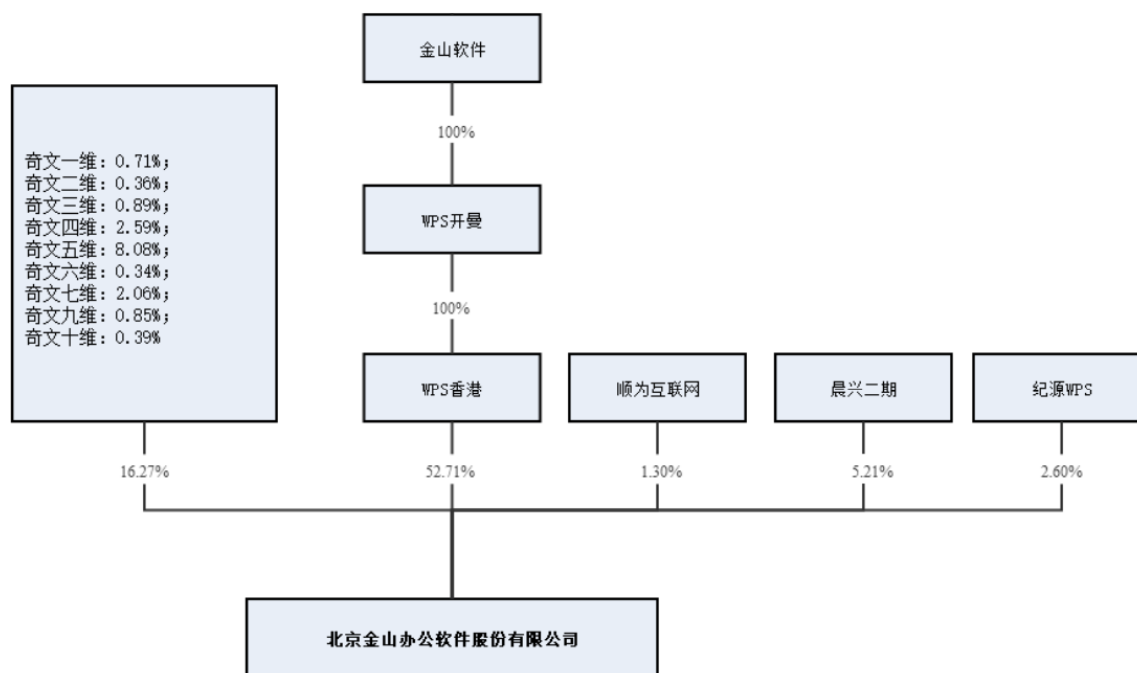 金山软件
100%
奇文一维：0.71%；
奇文二维：0.36%；
奇文三维：0.89%；
奇文四维：2.59%；
奇文五维：8.08%；
奇文六维：0.34%；
奇文七维：2.06%；
奇文九维：0.85%；
奇文十维：0.39%
WPS开曼
100%
WPS香港
顺为互联网
晨兴二期
纪源WPS
16.27%
52.71%
1.30%
5.21%
2.60%
北京金山办公软件股份有限公司